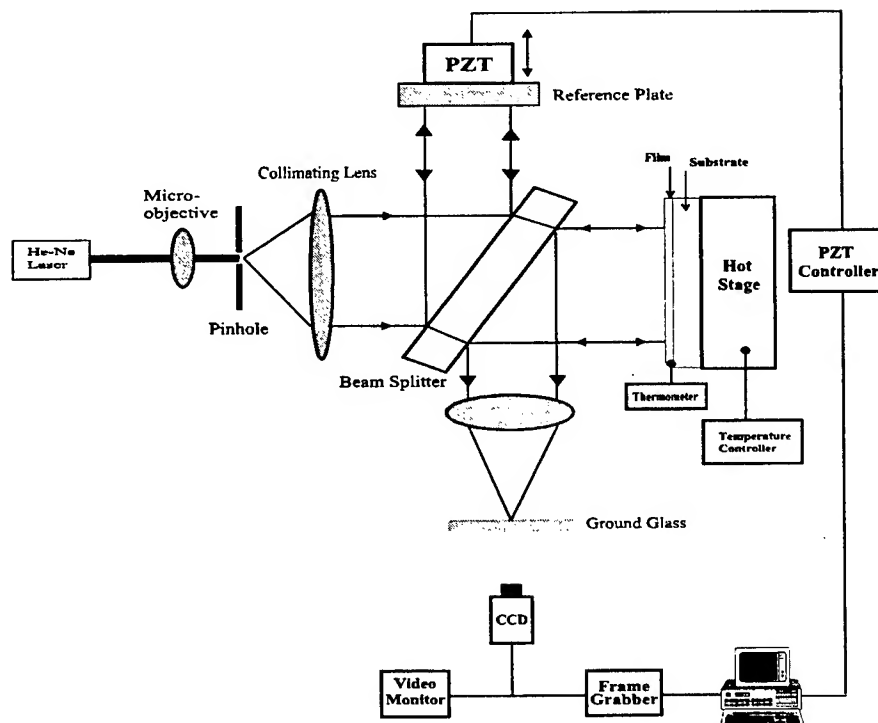 PZT
Reference Plate
Film
Substrate
Collimating Lens
Micro-
objective
He-Ne
Laser
Pinhole
Hot
Stage
PZT
Controller
Beam Splitter
Thermometer
Temperature
Controller
Ground Glass
CCD
Video
Monitor
Frame
Grabber